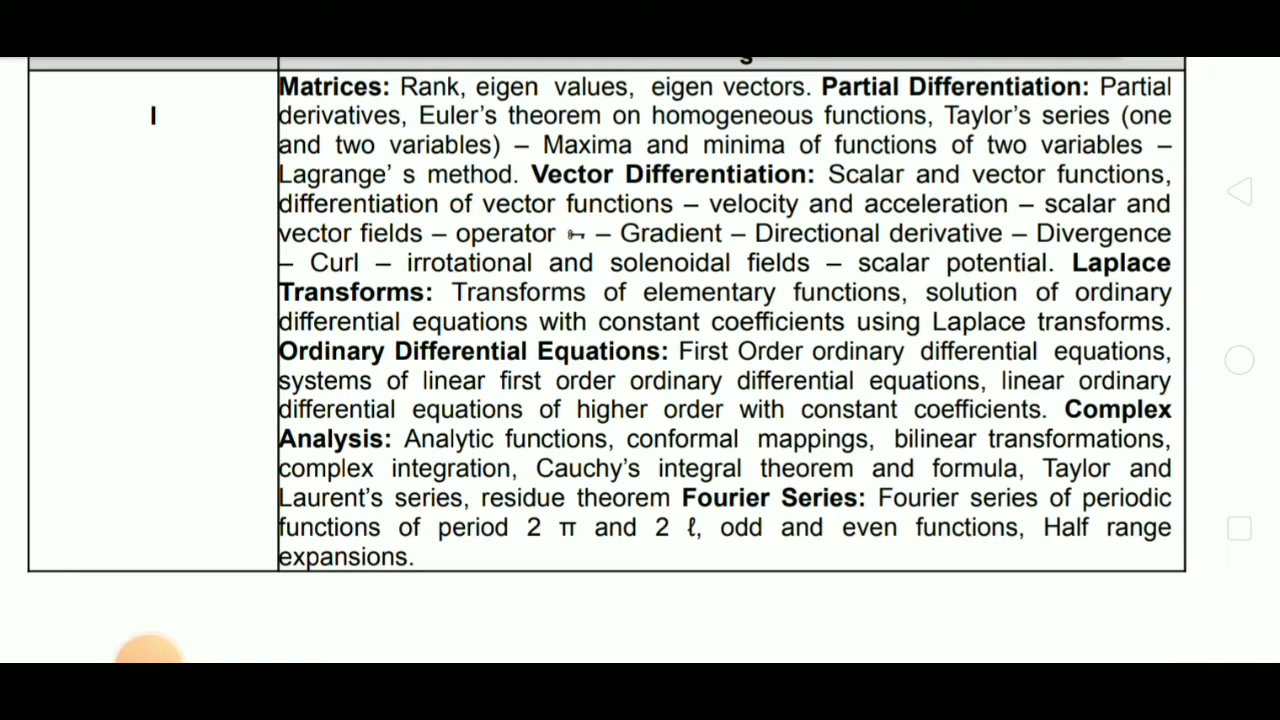 I
Matrices: Rank, eigen values, eigen vectors. Partial Differentiation: Partial
derivatives, Euler's theorem on homogeneous functions, Taylor's series (one
and two variables) – Maxima and minima of functions of two variables –
Lagrange' s method. Vector Differentiation: Scalar and vector functions,
differentiation of vector functions – velocity and acceleration – scalar and
vector fields – operator – Gradient – Directional derivative – Divergence
– Curl – irrotational and solenoidal fields – scalar potential. Laplace
Transforms: Transforms of elementary functions, solution of ordinary
differential equations with constant coefficients using Laplace transforms.
Ordinary Differential Equations: First Order ordinary differential equations,
systems of linear first order ordinary differential equations, linear ordinary
differential equations of higher order with constant coefficients. Complex
Analysis: Analytic functions, conformal mappings, bilinear transformations,
complex integration, Cauchy's integral theorem and formula, Taylor and
Laurent's series, residue theorem Fourier Series: Fourier series of periodic
functions of period 2 π and 2 ℓ, odd and even functions, Half range
expansions.